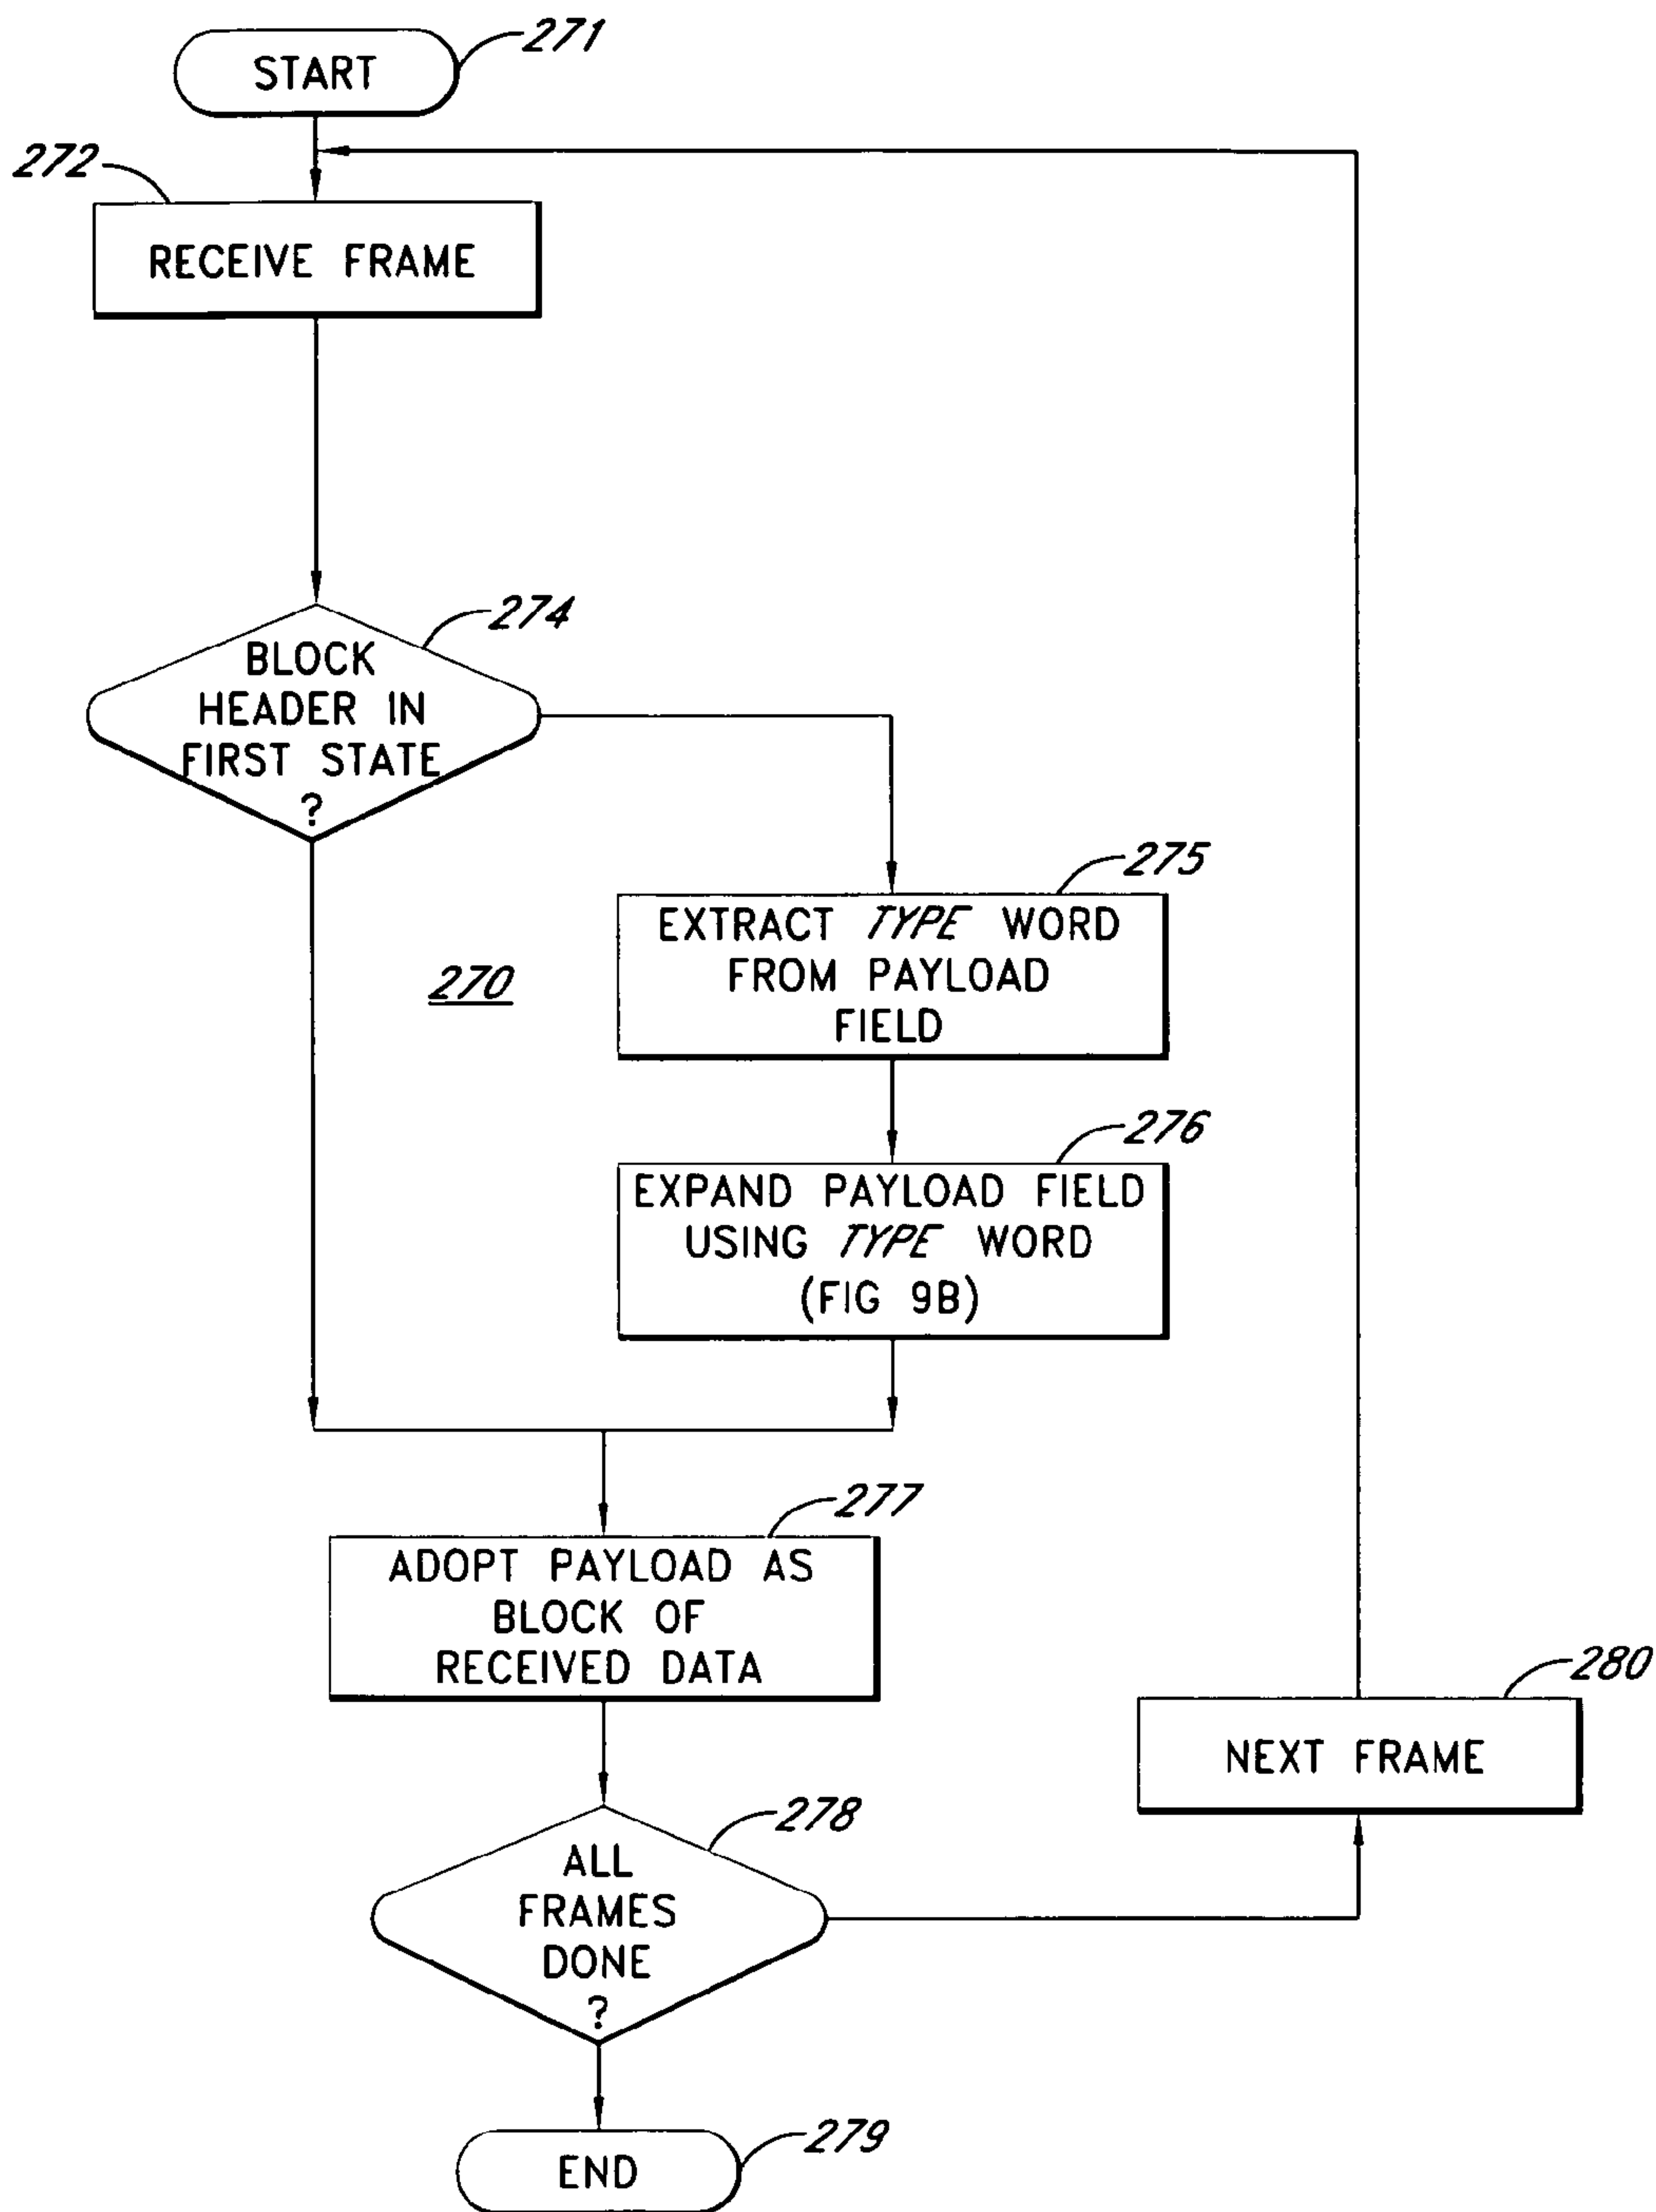 START
271
272
RECEIVE FRAME
274
BLOCK
HEADER IN
FIRST STATE
?
275
EXTRACT TYPE WORD
FROM PAYLOAD
FIELD
270
276
EXPAND PAYLOAD FIELD
USING TYPE WORD
(FIG 9B)
277
ADOPT PAYLOAD AS
BLOCK OF
RECEIVED DATA
280
NEXT FRAME
278
ALL
FRAMES
DONE
?
279
END